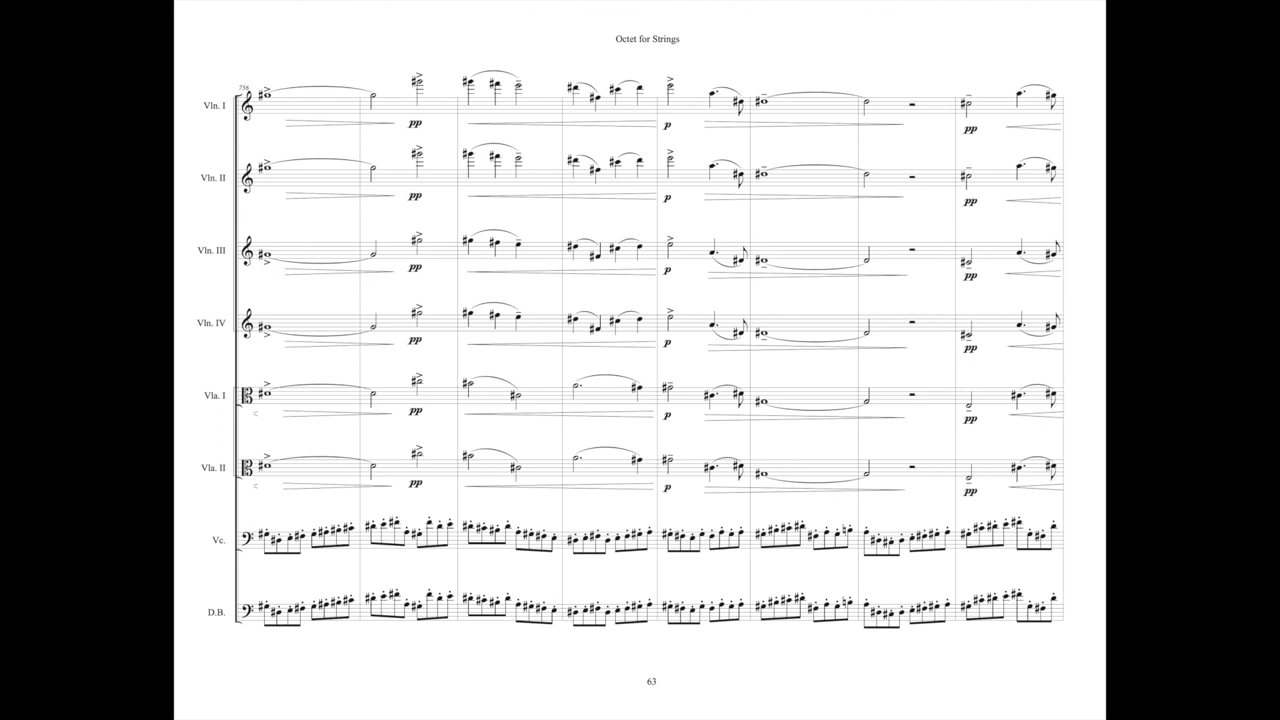 Octet for Strings
756
Vln. I
pp
p
pp
Vln. II
pp
p
pp
Vln. III
pp
p
pp
Vln. IV
pp
p
pp
Vla. I
pp
p
pp
Vla. II
pp
p
pp
Vc.
D.B.
63